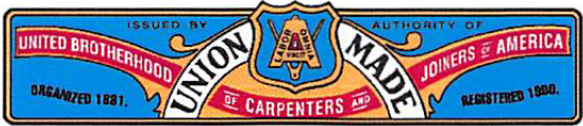 ISSUED BY AUTHORITY OF
UNITED BROTHERHOOD OF CARPENTERS AND JOINERS OF AMERICA
LABOR OMNIA VINCIT
UNION MADE
ORGANIZED 1881. REGISTERED 1900.